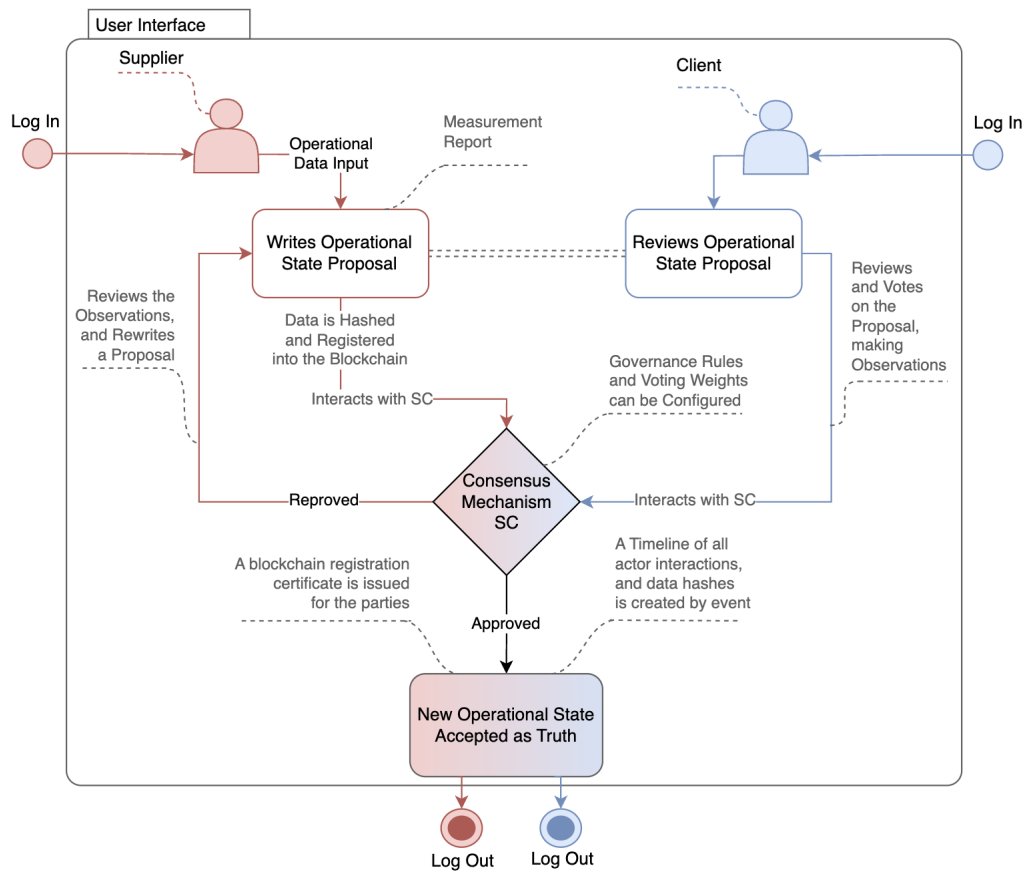 User Interface
Supplier
Client
Log In
Log In
Operational
Data Input
Measurement
Report
Writes Operational
State Proposal
Reviews Operational
State Proposal
Reviews the
Observations,
and Rewrites
a Proposal
Data is Hashed
and Registered
into the Blockchain
Reviews
and Votes
on the
Proposal,
making
Observations
Governance Rules
and Voting Weights
can be Configured
Interacts with SC
Consensus
Mechanism
SC
Reproved
Interacts with SC
A blockchain registration
certificate is issued
for the parties
A Timeline of all
actor interactions,
and data hashes
is created by event
Approved
New Operational State
Accepted as Truth
Log Out
Log Out